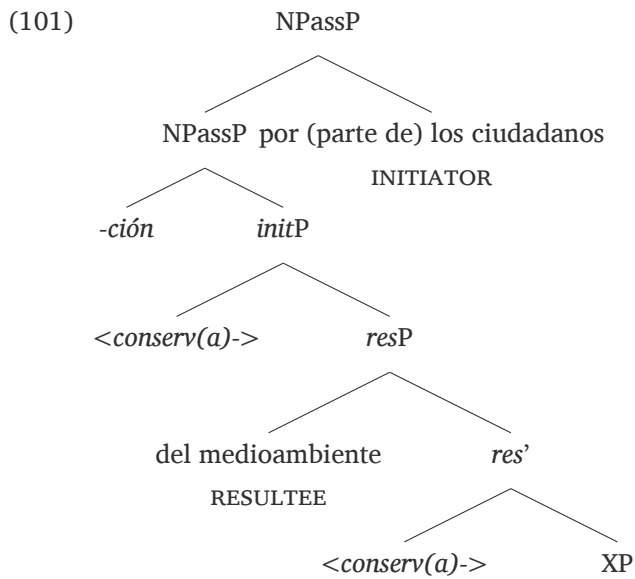 (101) NPassP
NPassP por (parte de) los ciudadanos
INITIATOR
-ción initP
<conserv(a)-> resP
del medioambiente res’
RESULTEE
<conserv(a)-> XP